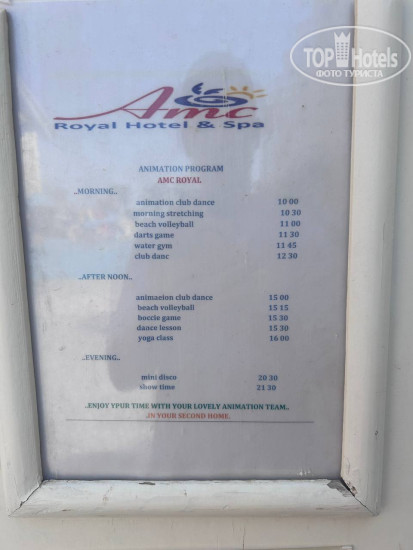 TOP Hotels
ФОТО ТУРИСТА
Amc
Royal Hotel & Spa
ANIMATION PROGRAM
AMC ROYAL
..MORNING..
animation club dance 10 00
morning stretching 10 30
beach volleyball 11 00
darts game 11 30
water gym 11 45
club danc 12 30
..AFTER NOON..
animaeion club dance 15 00
beach volleyball 15 15
boccie game 15 30
dance lesson 15 30
yoga class 16 00
..EVENING..
mini disco 20 30
show time 21 30
..ENJOY YPUR TIME WITH YOUR LOVELY ANIMATION TEAM..
..IN YOUR SECOND HOME.